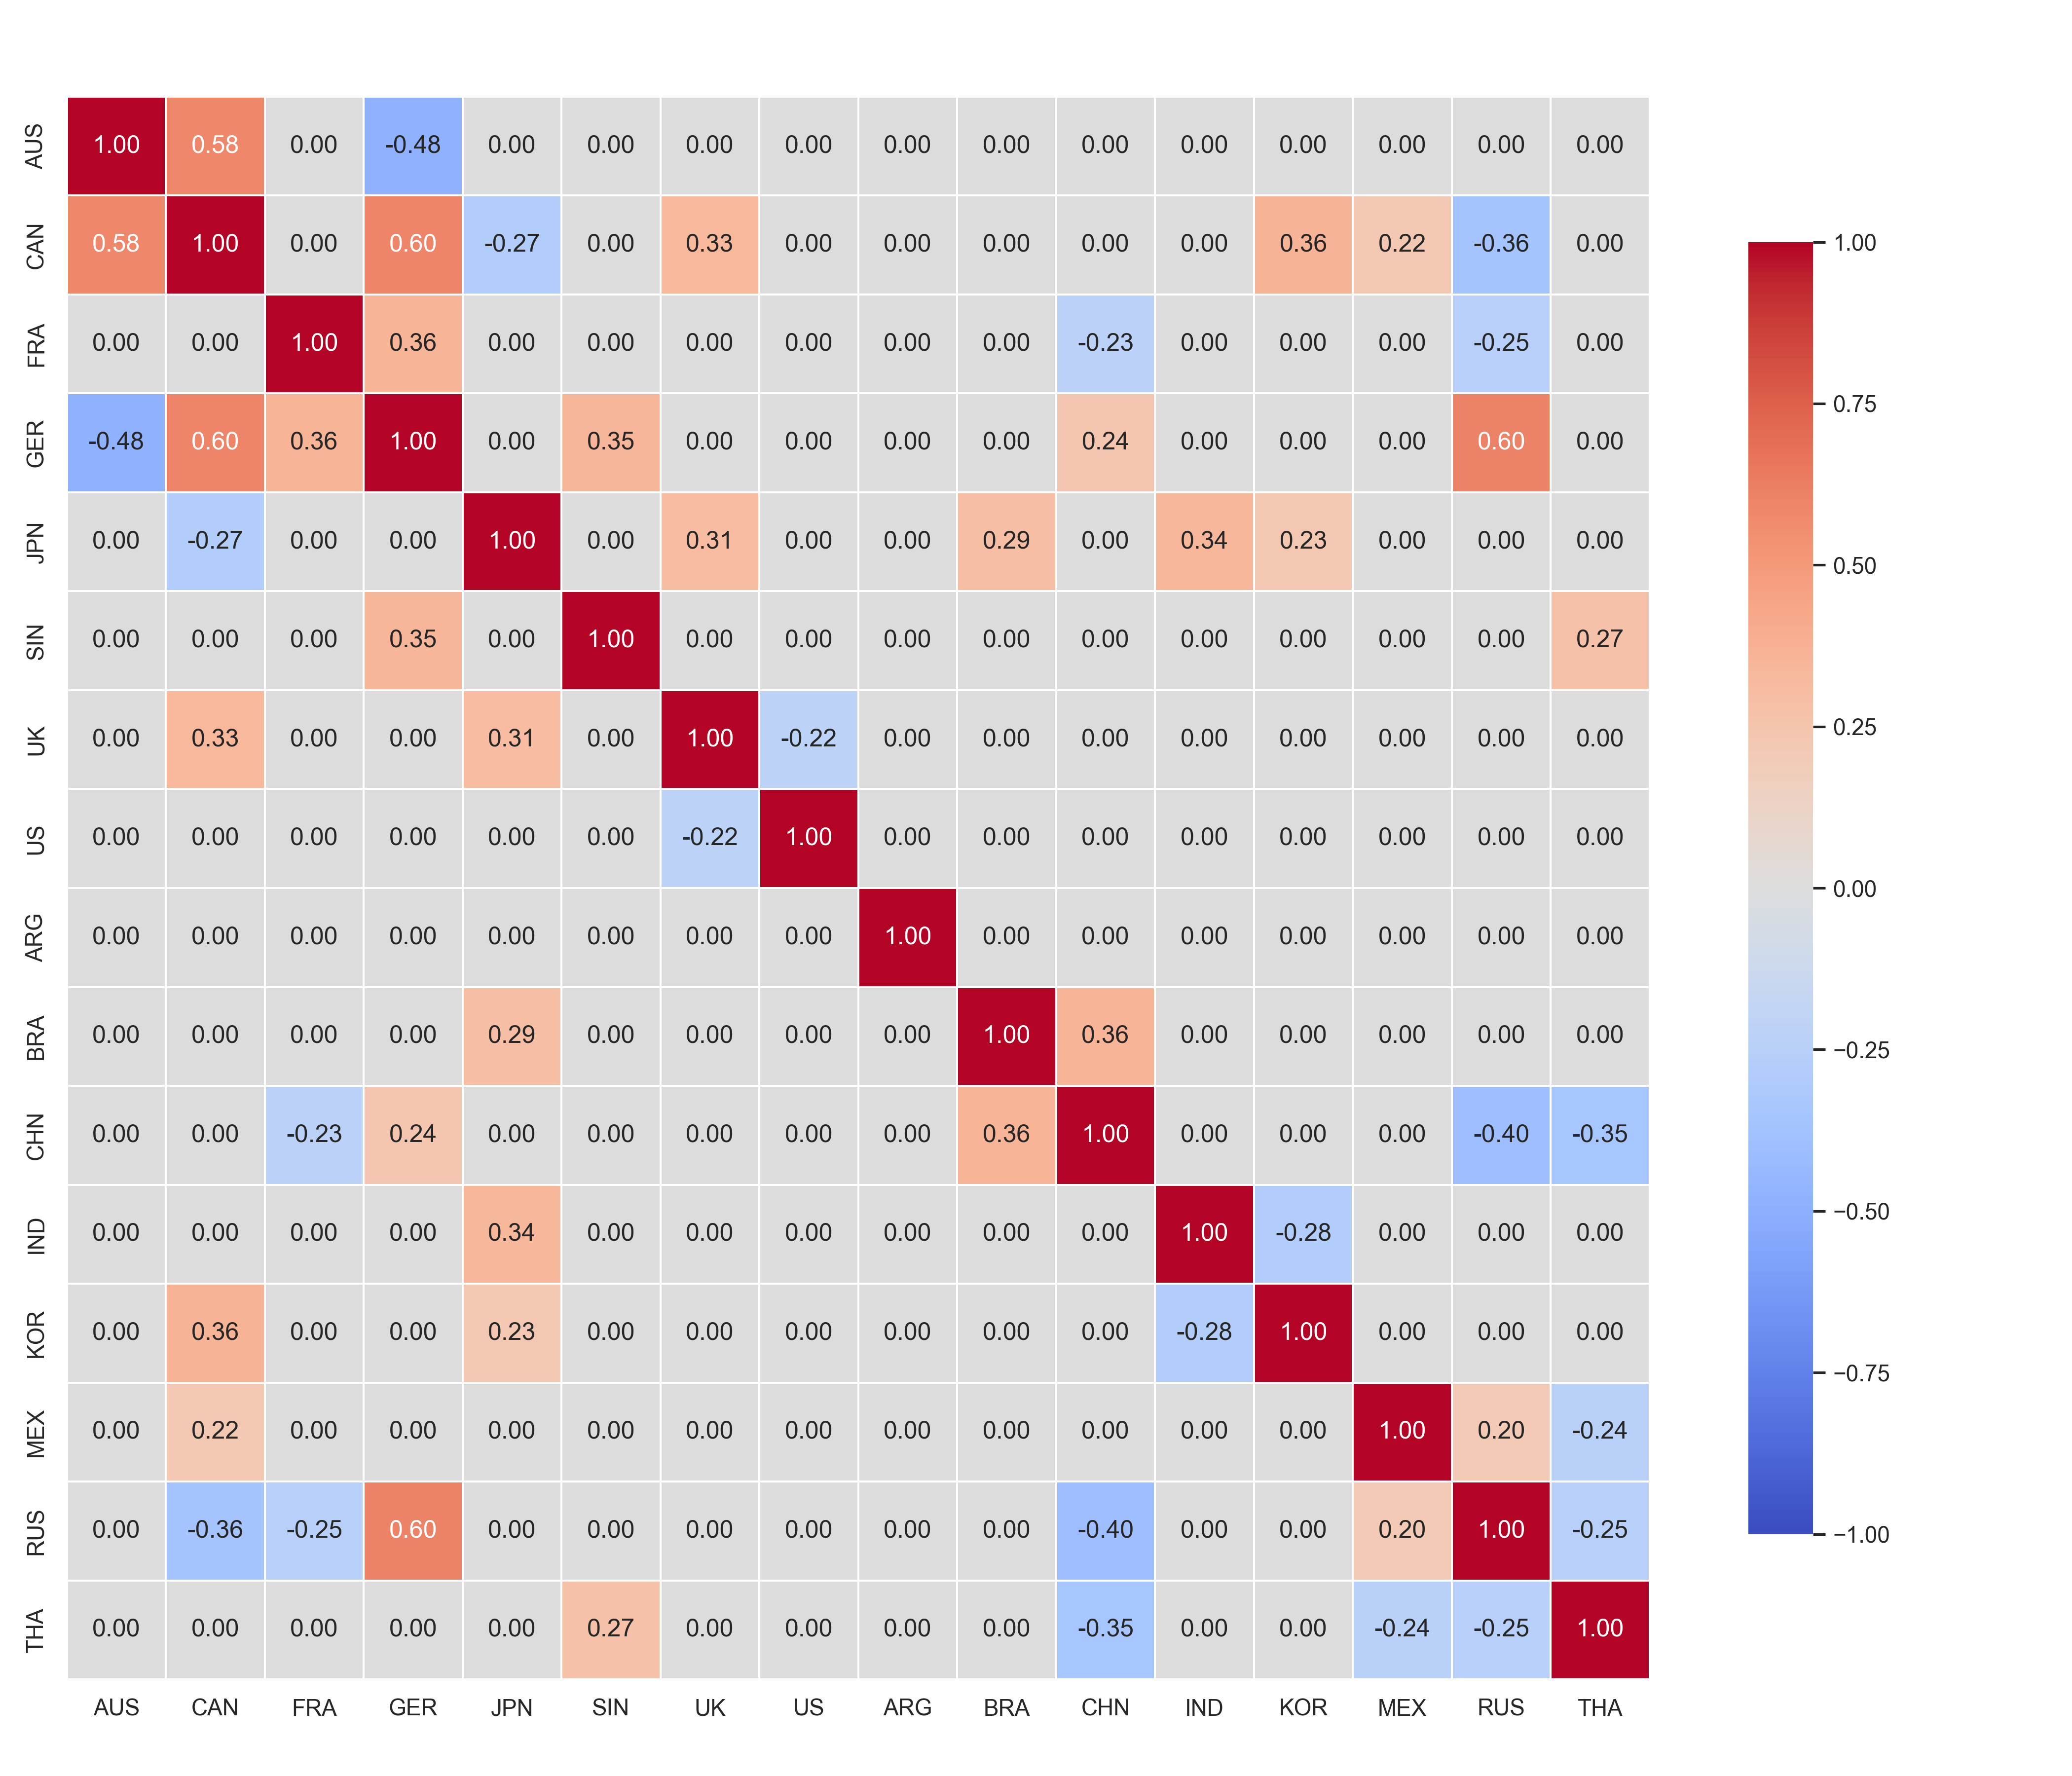 AUS 1.00 0.58 0.00 -0.48 0.00 0.00 0.00 0.00 0.00 0.00 0.00 0.00 0.00 0.00 0.00 0.00
CAN 0.58 1.00 0.00 0.60 -0.27 0.00 0.33 0.00 0.00 0.00 0.00 0.00 0.36 0.22 -0.36 0.00
FRA 0.00 0.00 1.00 0.36 0.00 0.00 0.00 0.00 0.00 0.00 -0.23 0.00 0.00 0.00 -0.25 0.00
GER -0.48 0.60 0.36 1.00 0.00 0.35 0.00 0.00 0.00 0.00 0.24 0.00 0.00 0.00 0.60 0.00
JPN 0.00 -0.27 0.00 0.00 1.00 0.00 0.31 0.00 0.00 0.29 0.00 0.34 0.23 0.00 0.00 0.00
SIN 0.00 0.00 0.00 0.35 0.00 1.00 0.00 0.00 0.00 0.00 0.00 0.00 0.00 0.00 0.00 0.27
UK 0.00 0.33 0.00 0.00 0.31 0.00 1.00 -0.22 0.00 0.00 0.00 0.00 0.00 0.00 0.00 0.00
US 0.00 0.00 0.00 0.00 0.00 0.00 -0.22 1.00 0.00 0.00 0.00 0.00 0.00 0.00 0.00 0.00
ARG 0.00 0.00 0.00 0.00 0.00 0.00 0.00 0.00 1.00 0.00 0.00 0.00 0.00 0.00 0.00 0.00
BRA 0.00 0.00 0.00 0.00 0.29 0.00 0.00 0.00 0.00 1.00 0.36 0.00 0.00 0.00 0.00 0.00
CHN 0.00 0.00 -0.23 0.24 0.00 0.00 0.00 0.00 0.00 0.36 1.00 0.00 0.00 0.00 -0.40 -0.35
IND 0.00 0.00 0.00 0.00 0.34 0.00 0.00 0.00 0.00 0.00 0.00 1.00 -0.28 0.00 0.00 0.00
KOR 0.00 0.36 0.00 0.00 0.23 0.00 0.00 0.00 0.00 0.00 0.00 -0.28 1.00 0.00 0.00 0.00
MEX 0.00 0.22 0.00 0.00 0.00 0.00 0.00 0.00 0.00 0.00 0.00 0.00 0.00 1.00 0.20 -0.24
RUS 0.00 -0.36 -0.25 0.60 0.00 0.00 0.00 0.00 0.00 0.00 -0.40 0.00 0.00 0.20 1.00 -0.25
THA 0.00 0.00 0.00 0.00 0.00 0.27 0.00 0.00 0.00 0.00 -0.35 0.00 0.00 -0.24 -0.25 1.00
AUS CAN FRA GER JPN SIN UK US ARG BRA CHN IND KOR MEX RUS THA
1.00
0.75
0.50
0.25
0.00
−0.25
−0.50
−0.75
−1.00